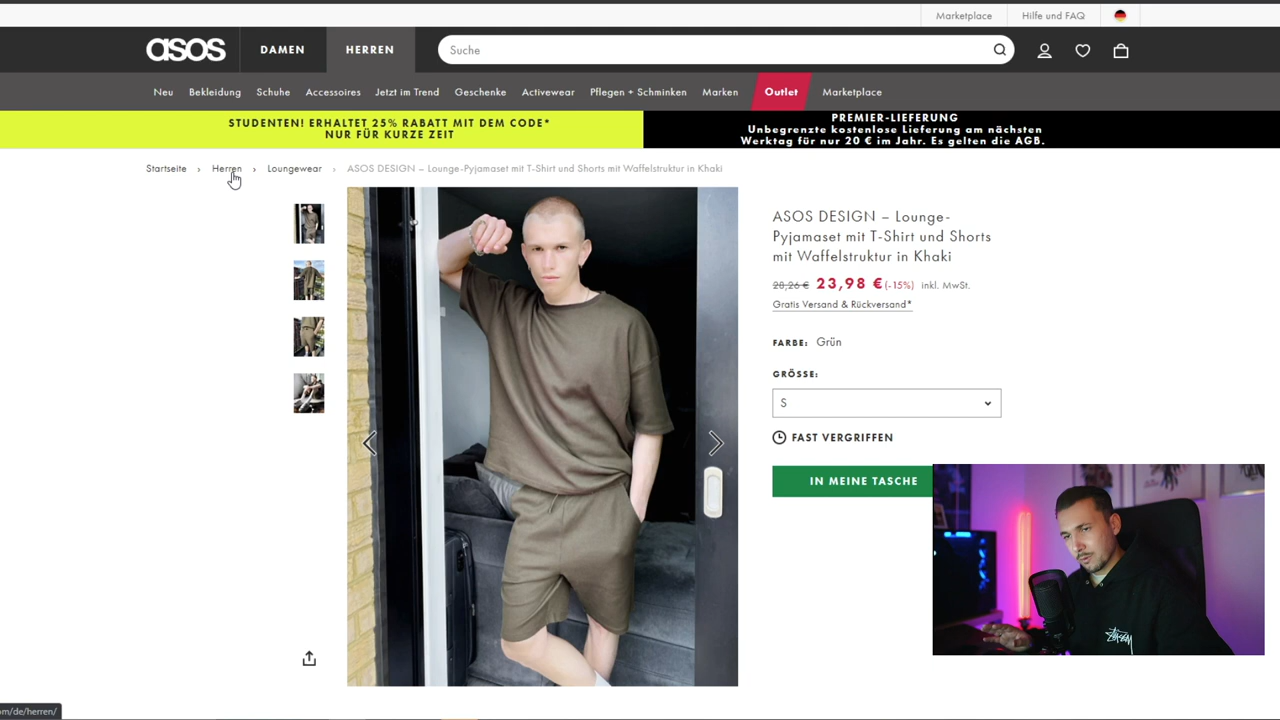 Marketplace
Hilfe und FAQ
asos
DAMEN
HERREN
Suche
Neu
Bekleidung
Schuhe
Accessoires
Jetzt im Trend
Geschenke
Activewear
Pflegen + Schminken
Marken
Outlet
Marketplace
STUDENTEN! ERHALTET 25% RABATT MIT DEM CODE*
NUR FÜR KURZE ZEIT
PREMIER-LIEFERUNG
Unbegrenzte kostenlose Lieferung am nächsten
Werktag für nur 20 € im Jahr. Es gelten die AGB.
Startseite › Herren › Loungewear › ASOS DESIGN – Lounge-Pyjamaset mit T-Shirt und Shorts mit Waffelstruktur in Khaki
ASOS DESIGN – Lounge-
Pyjamaset mit T-Shirt und Shorts
mit Waffelstruktur in Khaki
28,26 € 23,98 € (-15%) inkl. MwSt.
Gratis Versand & Rückversand*
FARBE: Grün
GRÖSSE:
S
FAST VERGRIFFEN
IN MEINE TASCHE
STÜSSY
om/de/herren/